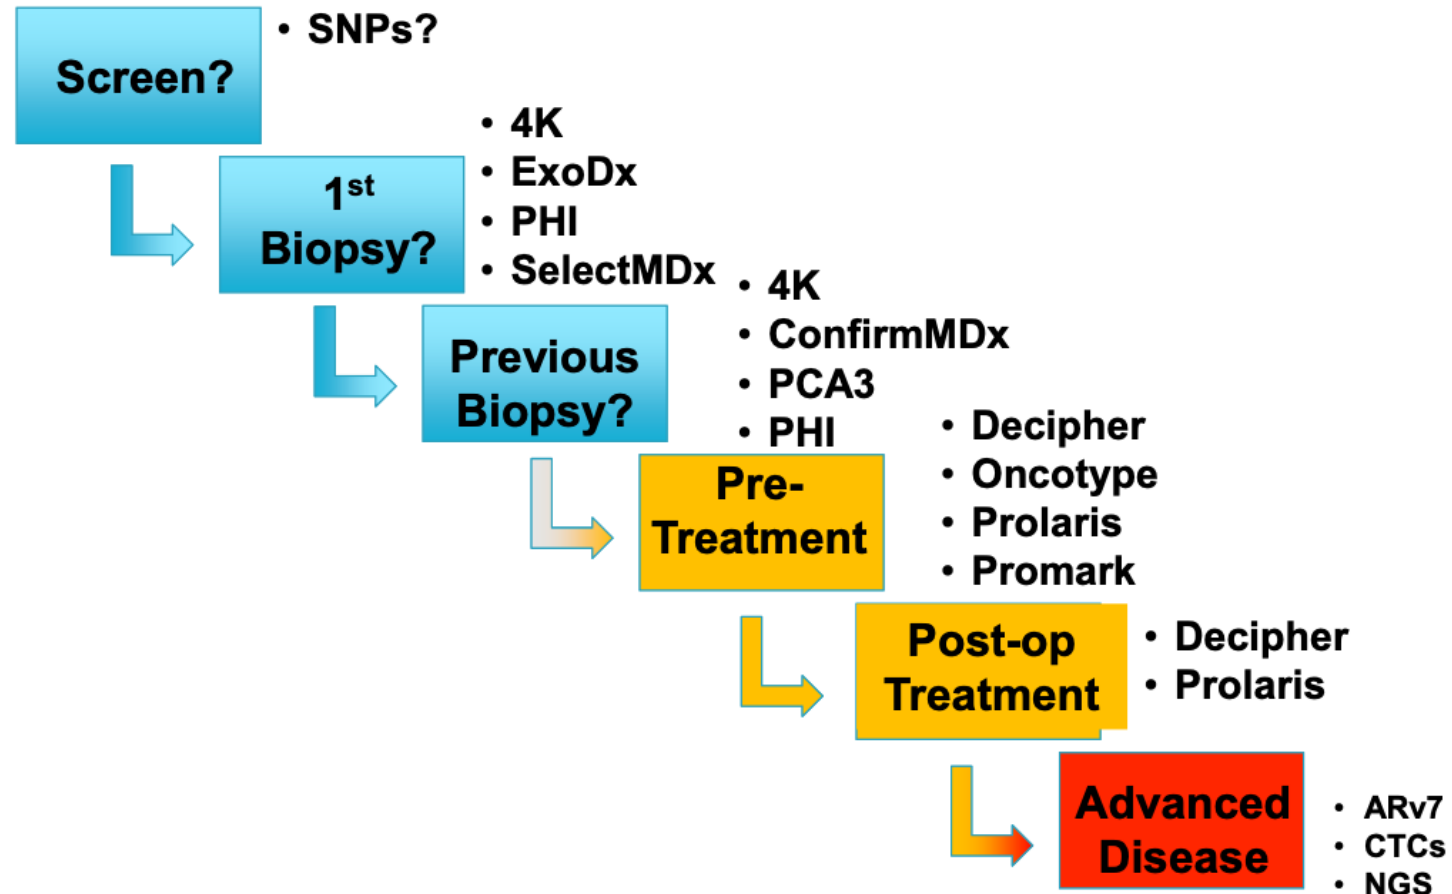 Screen?
• SNPs?
1st
Biopsy?
• 4K
• ExoDx
• PHI
• SelectMDx
Previous
Biopsy?
• 4K
• ConfirmMDx
• PCA3
• PHI
Pre-
Treatment
• Decipher
• Oncotype
• Prolaris
• Promark
Post-op
Treatment
• Decipher
• Prolaris
Advanced
Disease
• ARv7
• CTCs
• NGS